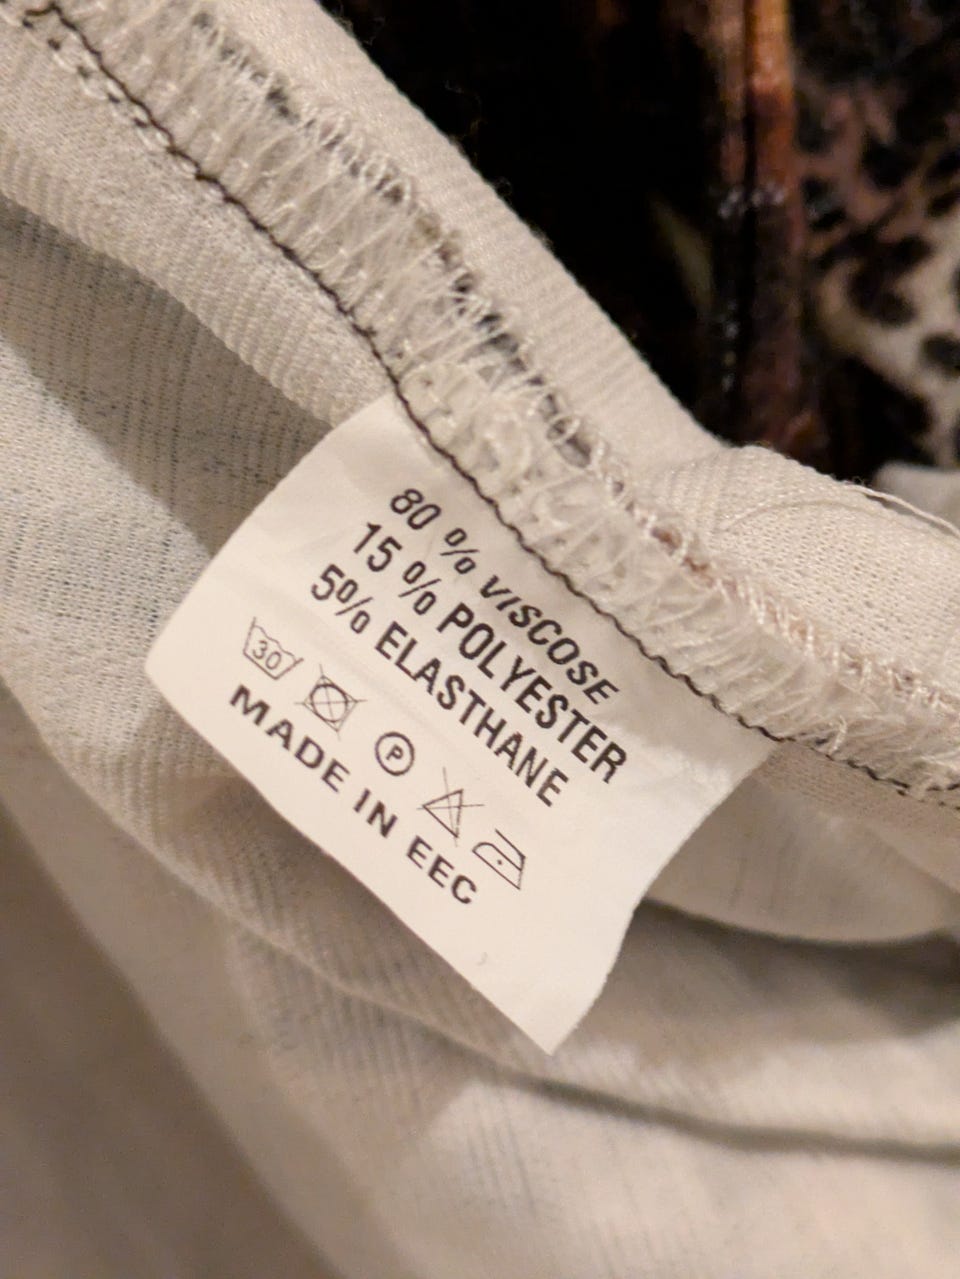 80 % VISCOSE
15 % POLYESTER
5% ELASTHANE
30 P
MADE IN EEC